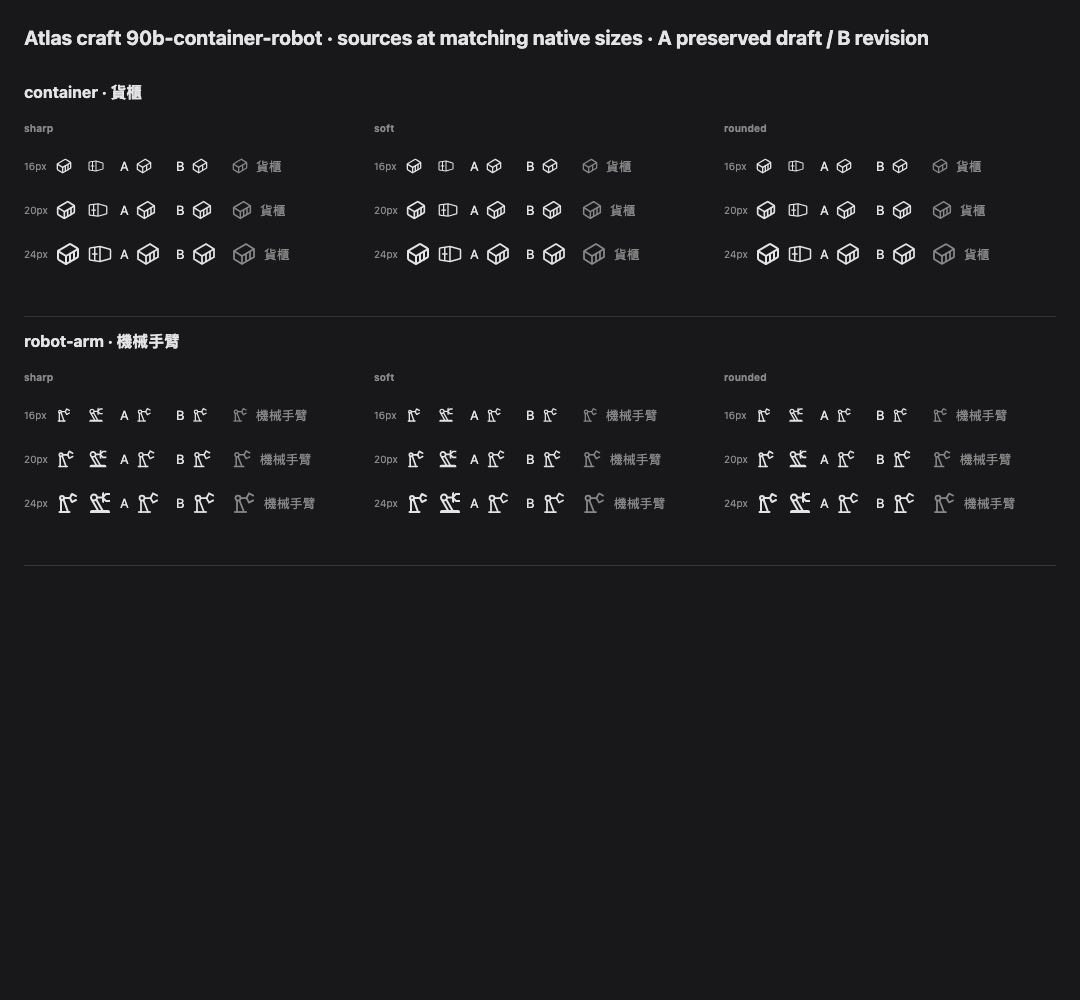 Atlas craft 90b-container-robot · sources at matching native sizes · A preserved draft / B revision
container · 貨櫃
sharp soft rounded
16px A B 貨櫃 16px A B 貨櫃 16px A B 貨櫃
20px A B 貨櫃 20px A B 貨櫃 20px A B 貨櫃
24px A B 貨櫃 24px A B 貨櫃 24px A B 貨櫃
robot-arm · 機械手臂
sharp soft rounded
16px A B 機械手臂 16px A B 機械手臂 16px A B 機械手臂
20px A B 機械手臂 20px A B 機械手臂 20px A B 機械手臂
24px A B 機械手臂 24px A B 機械手臂 24px A B 機械手臂